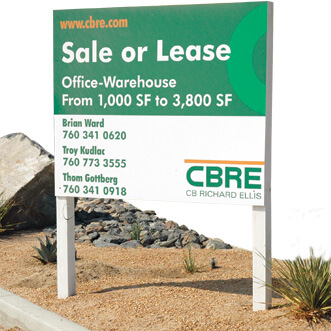 www.cbre.com
Sale or Lease
Office-Warehouse
From 1,000 SF to 3,800 SF
Brian Ward
760 341 0620
Troy Kudlac
760 773 3555
Thom Gottberg
760 341 0918
CBRE
CB RICHARD ELLIS